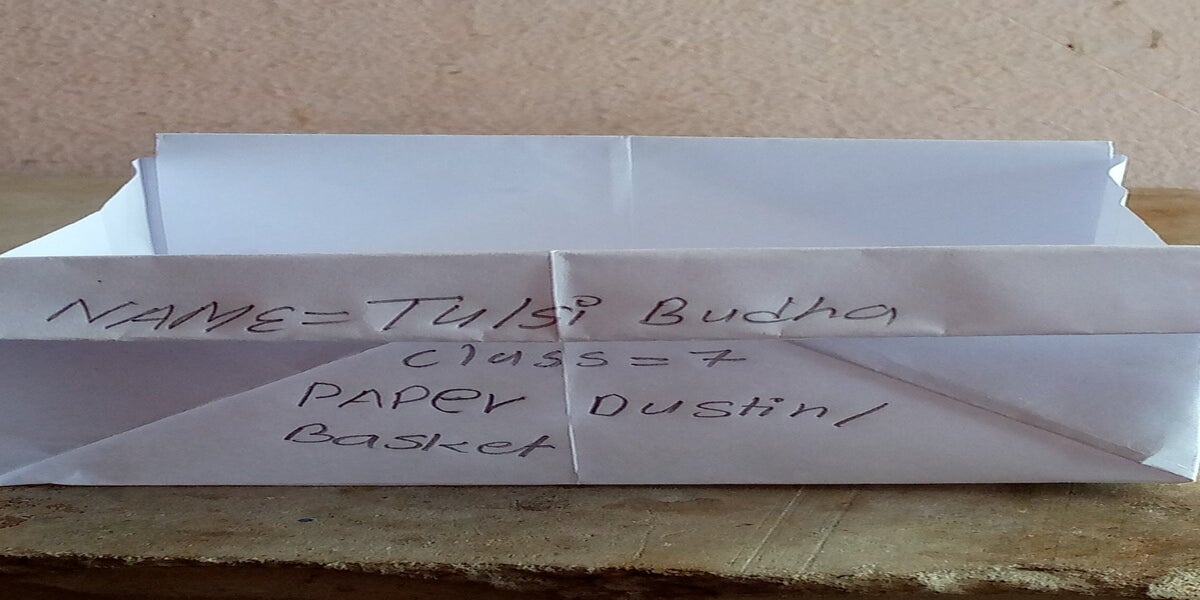 NAME= Tulsi Budha
class = 7
PAPer Dustin/
Basket